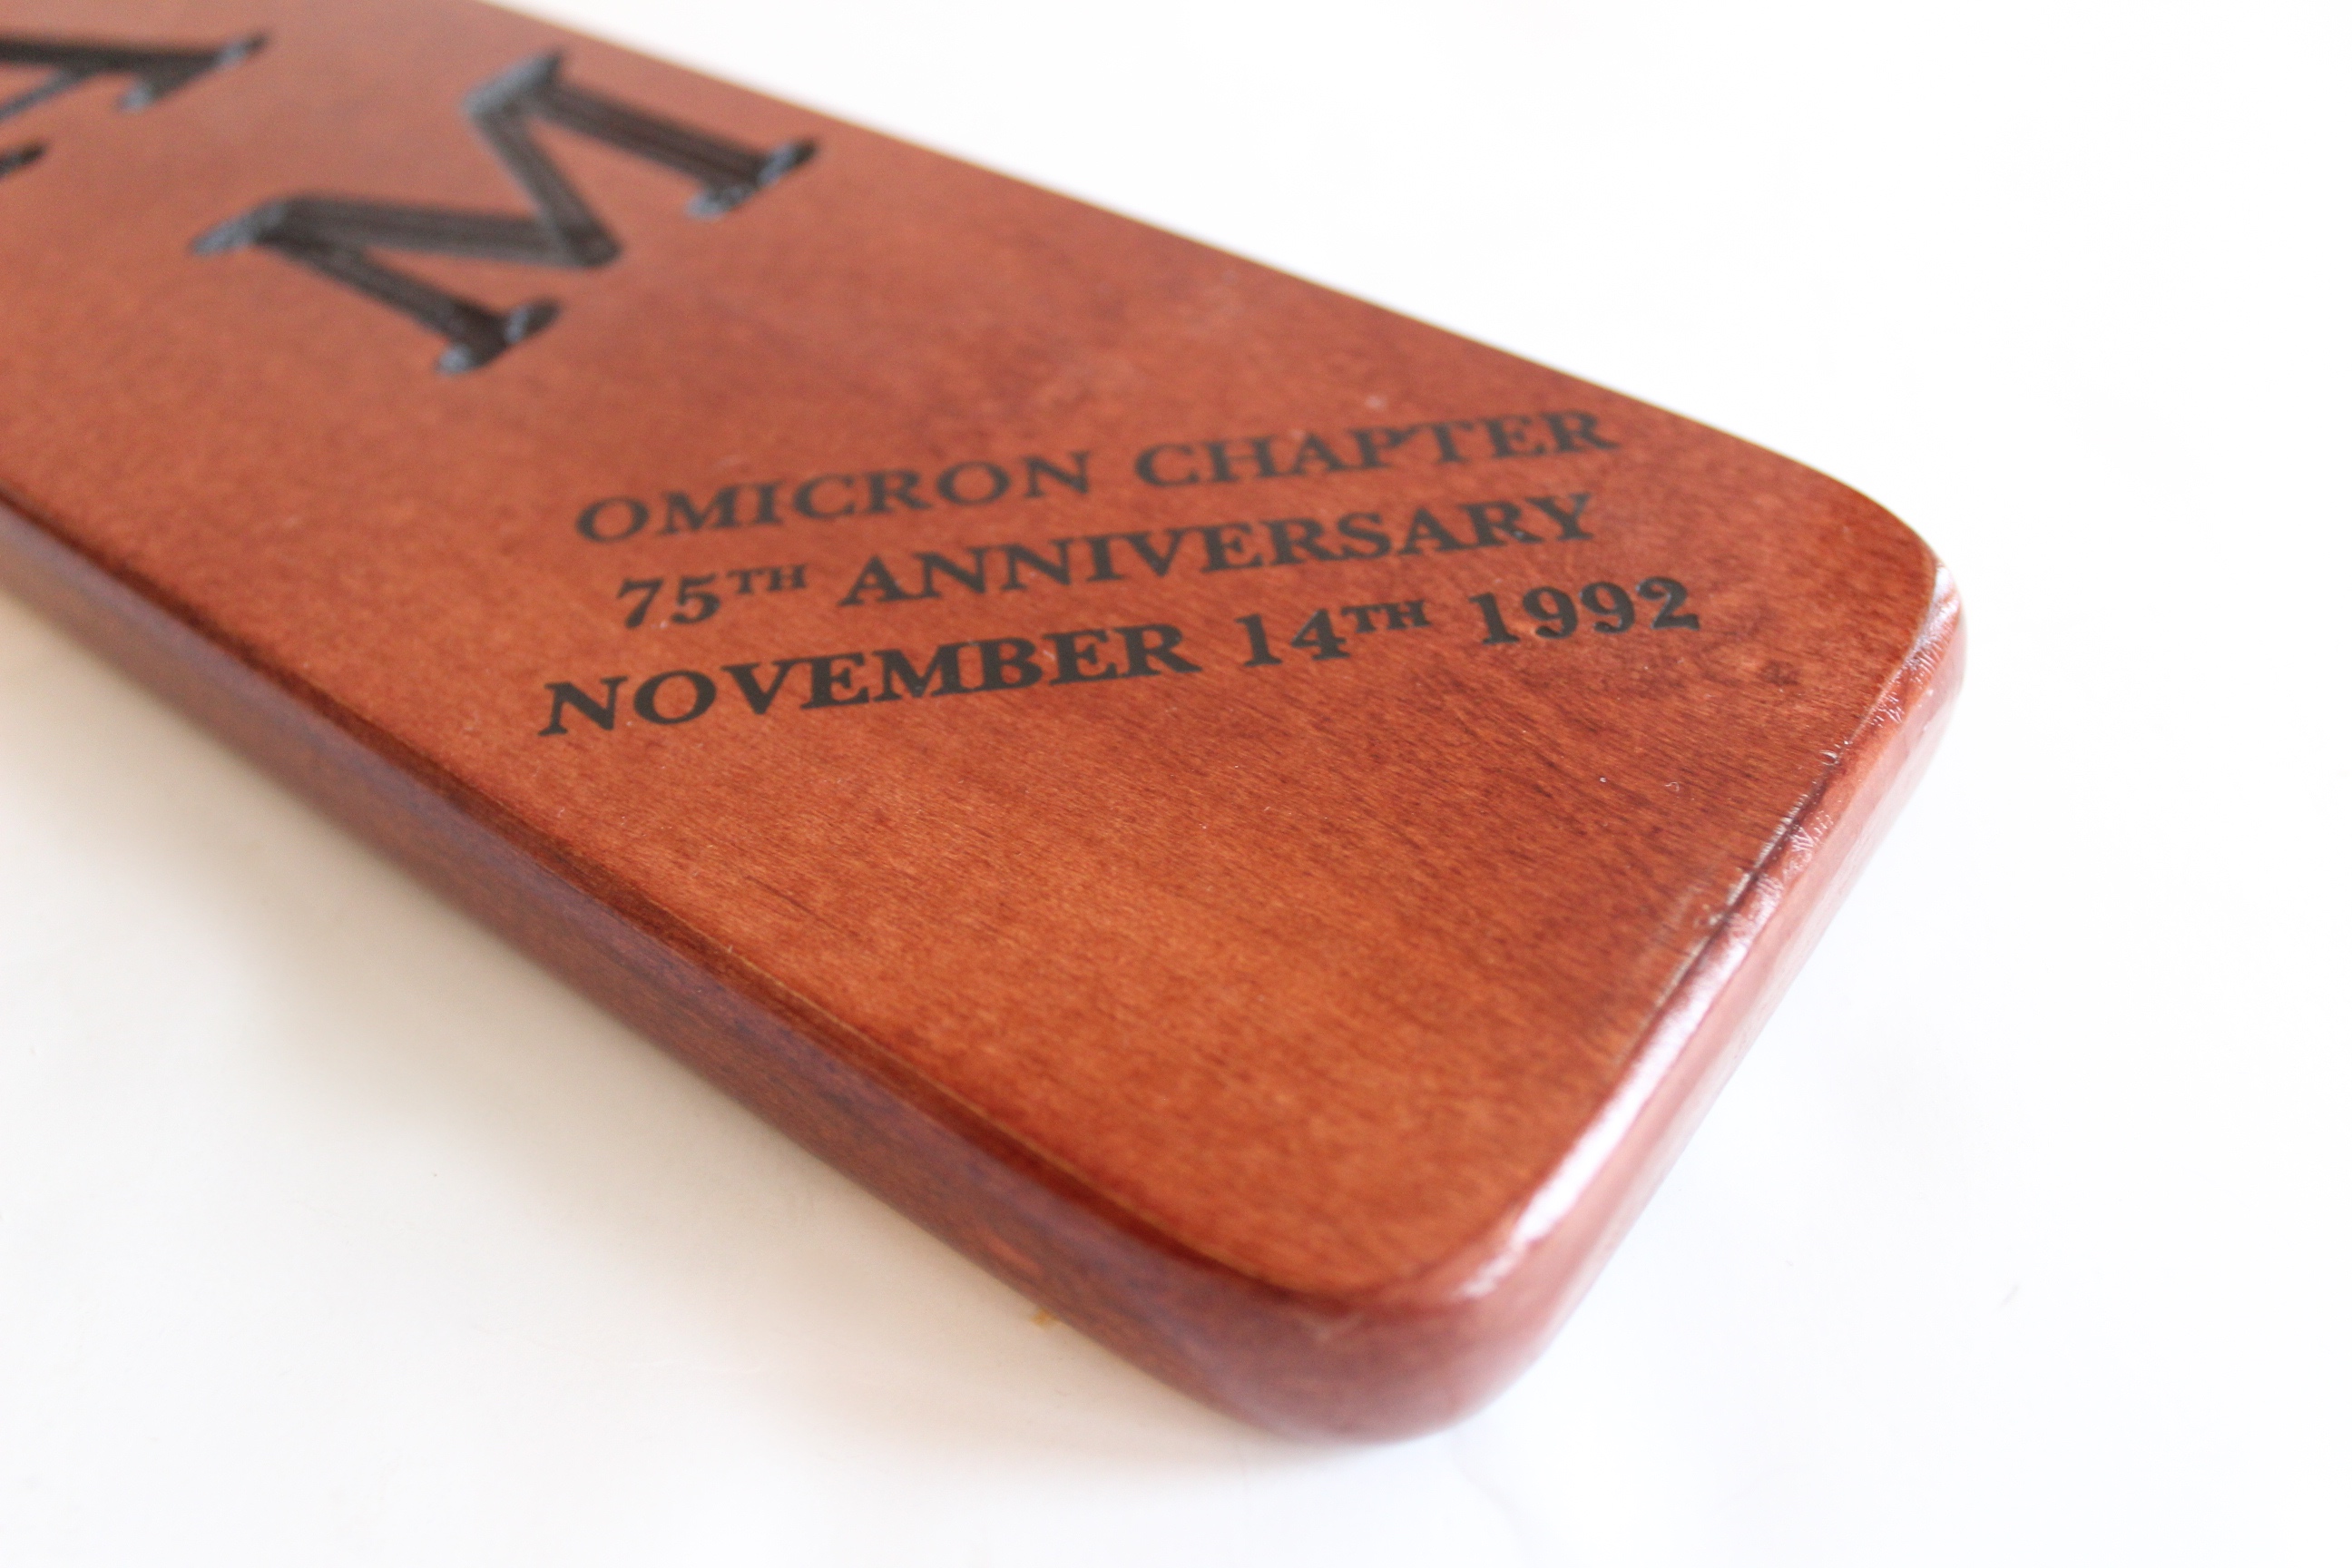 M
OMICRON CHAPTER
75TH ANNIVERSARY
NOVEMBER 14TH 1992